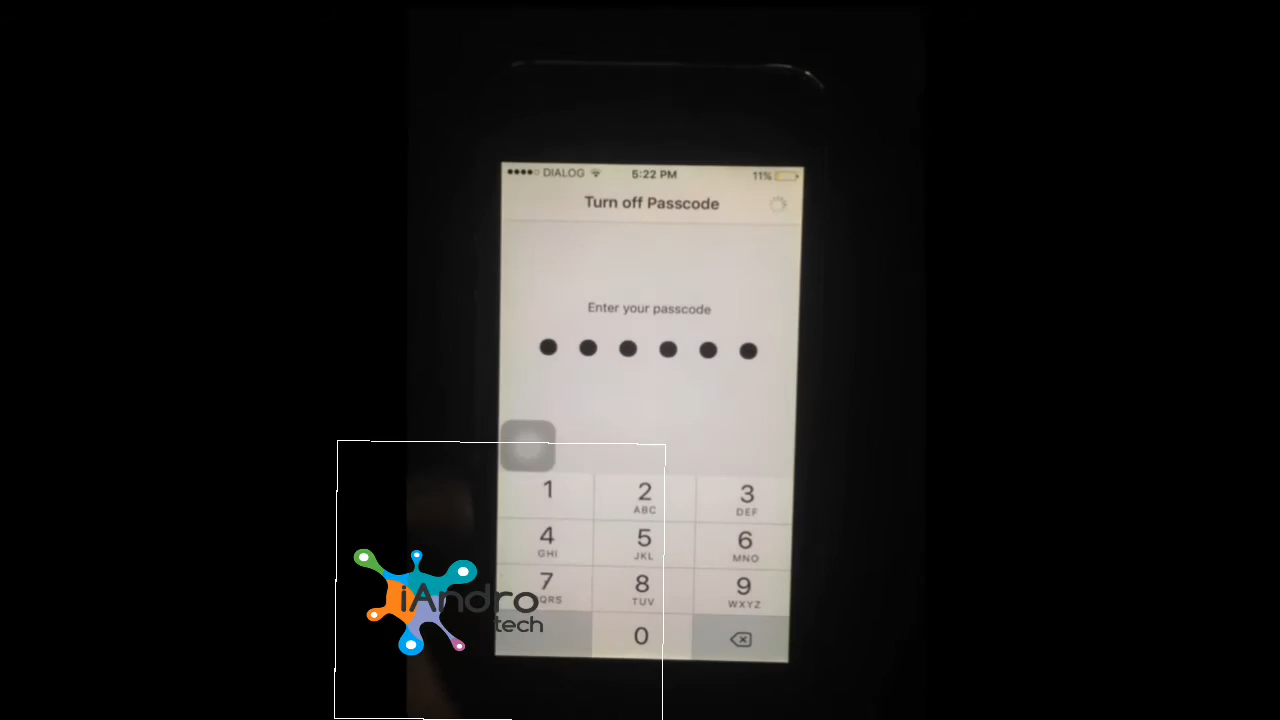 DIALOG 5:22 PM 11%
Turn off Passcode
Enter your passcode
1 2 3
ABC DEF
4 5 6
GHI JKL MNO
7 8 9
PQRS TUV WXYZ
0
iAndro
tech